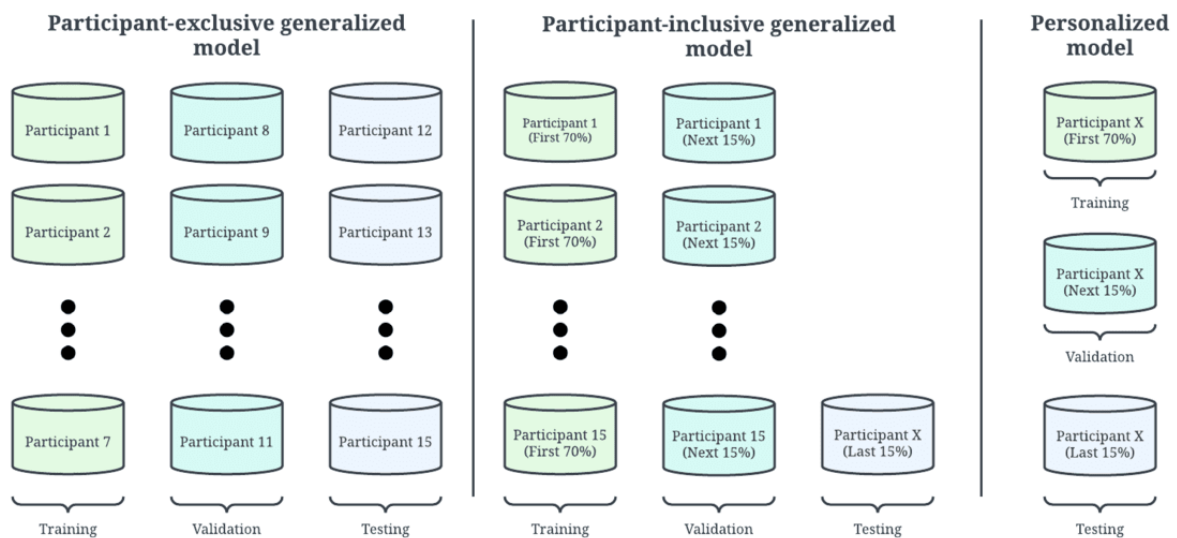 Participant-exclusive generalized
model
Participant 1
Participant 8
Participant 12
Participant 2
Participant 9
Participant 13
Participant 7
Participant 11
Participant 15
Training
Validation
Testing
Participant-inclusive generalized
model
Participant 1
(First 70%)
Participant 1
(Next 15%)
Participant 2
(First 70%)
Participant 2
(Next 15%)
Participant 15
(First 70%)
Participant 15
(Next 15%)
Participant X
(Last 15%)
Training
Validation
Testing
Personalized
model
Participant X
(First 70%)
Training
Participant X
(Next 15%)
Validation
Participant X
(Last 15%)
Testing